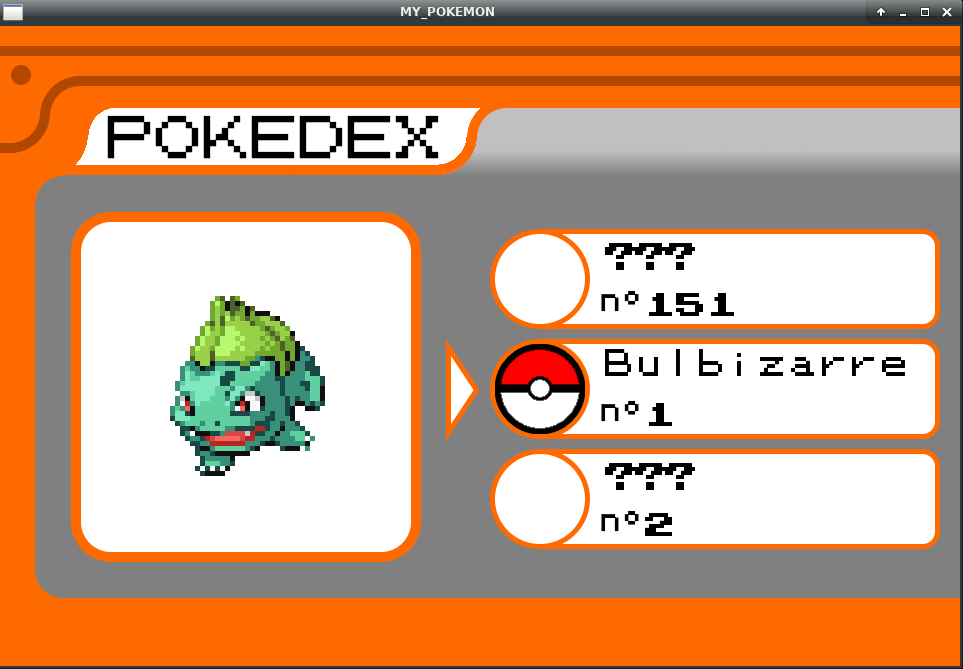 MY_POKEMON
POKEDEX
???
n°151
Bulbizarre
n°1
???
n°2